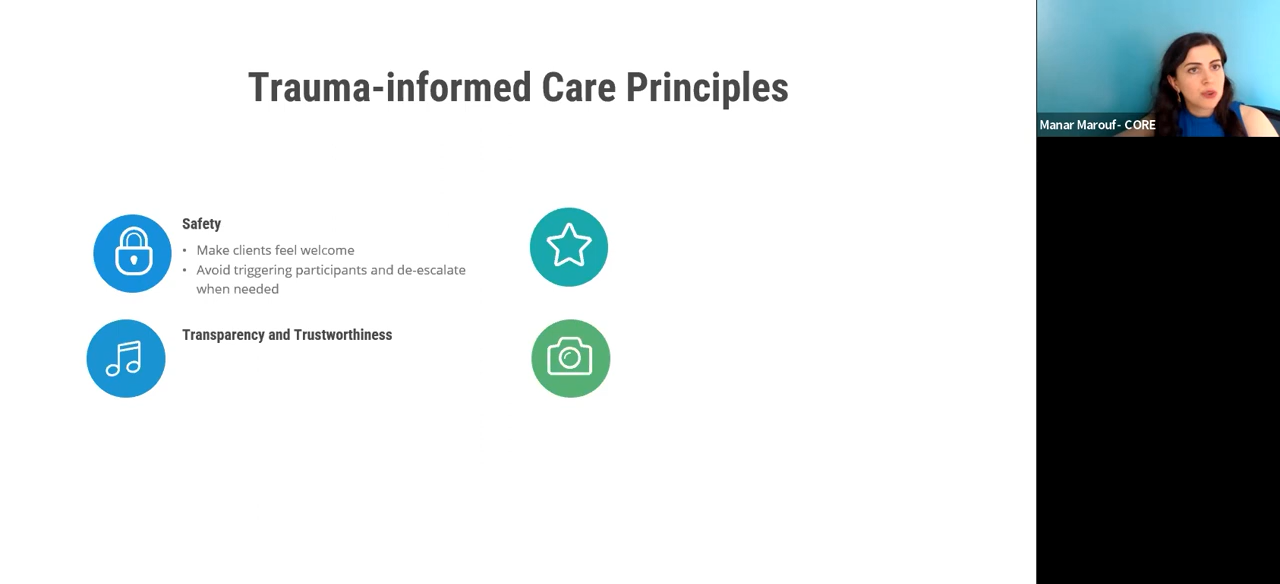 Trauma-informed Care Principles
Safety
• Make clients feel welcome
• Avoid triggering participants and de-escalate
when needed
Transparency and Trustworthiness
Manar Marouf- CORE